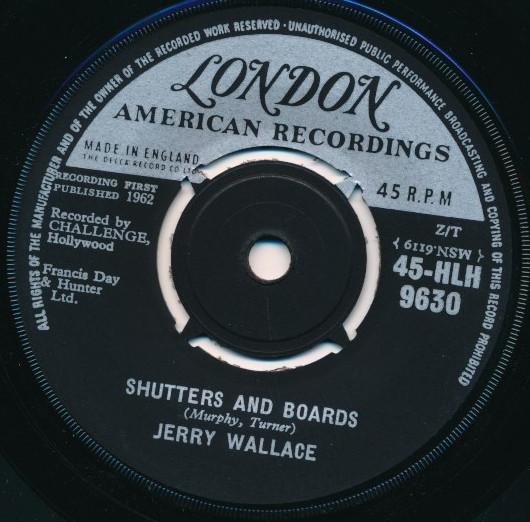 ALL RIGHTS OF THE MANUFACTURER AND OF THE OWNER OF THE RECORDED WORK RESERVED · UNAUTHORISED PUBLIC PERFORMANCE BROADCASTING AND COPYING OF THIS RECORD PROHIBITED
LONDON
AMERICAN RECORDINGS
MADE IN ENGLAND
THE DECCA RECORD CO LTD
45 R.P.M
RECORDING FIRST
PUBLISHED 1962
Recorded by
CHALLENGE,
Hollywood
Francis Day
& Hunter
Ltd.
Z/T
{ 6119'NSW }
45-HLH
9630
SHUTTERS AND BOARDS
(Murphy, Turner)
JERRY WALLACE